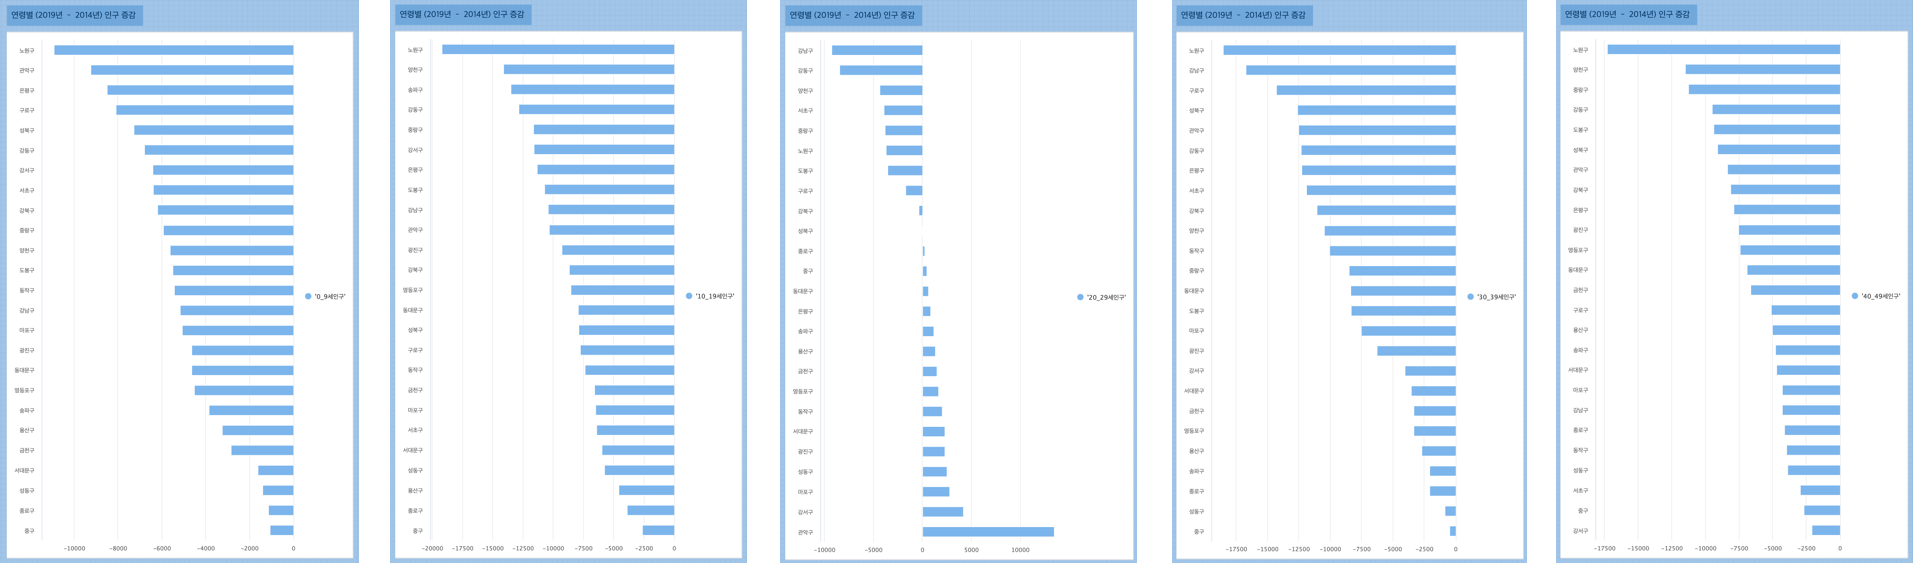 연령별 (2019년 - 2014년) 인구 증감
노원구
관악구
은평구
구로구
성북구
강동구
강서구
서초구
강북구
중랑구
양천구
도봉구
동작구
강남구
마포구
광진구
동대문구
영등포구
송파구
용산구
금천구
서대문구
성동구
종로구
중구
-10000 -8000 -6000 -4000 -2000 0
'0_9세인구'
연령별 (2019년 - 2014년) 인구 증감
노원구
양천구
송파구
강동구
중랑구
강서구
은평구
도봉구
강남구
관악구
광진구
강북구
영등포구
동대문구
성북구
구로구
동작구
금천구
마포구
서초구
서대문구
성동구
용산구
종로구
중구
-20000 -17500 -15000 -12500 -10000 -7500 -5000 -2500 0
'10_19세인구'
연령별 (2019년 - 2014년) 인구 증감
강남구
강동구
양천구
서초구
중랑구
노원구
도봉구
구로구
강북구
성북구
종로구
중구
동대문구
은평구
송파구
용산구
금천구
영등포구
동작구
서대문구
광진구
성동구
마포구
강서구
관악구
-10000 -5000 0 5000 10000
'20_29세인구'
연령별 (2019년 - 2014년) 인구 증감
노원구
강남구
구로구
성북구
관악구
강동구
은평구
서초구
강북구
양천구
동작구
중랑구
동대문구
도봉구
마포구
광진구
강서구
서대문구
금천구
영등포구
용산구
송파구
종로구
성동구
중구
-17500 -15000 -12500 -10000 -7500 -5000 -2500 0
'30_39세인구'
연령별 (2019년 - 2014년) 인구 증감
노원구
양천구
중랑구
강동구
도봉구
성북구
관악구
강북구
은평구
광진구
영등포구
동대문구
금천구
구로구
용산구
송파구
서대문구
마포구
강남구
종로구
동작구
성동구
서초구
중구
강서구
-17500 -15000 -12500 -10000 -7500 -5000 -2500 0
'40_49세인구'